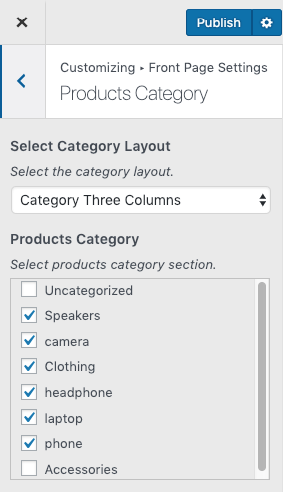 Publish
Customizing ▸ Front Page Settings
Products Category
Select Category Layout
Select the category layout.
Category Three Columns
Products Category
Select products category section.
Uncategorized
Speakers
camera
Clothing
headphone
laptop
phone
Accessories